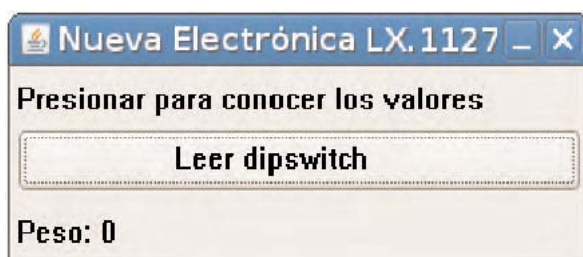 Nueva Electrónica LX.1127
Presionar para conocer los valores
Leer dipswitch
Peso: 0